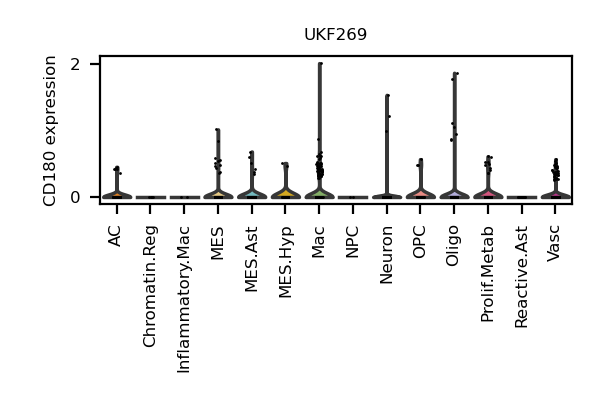 UKF269
CD180 expression
2
0
AC
Chromatin.Reg
Inflammatory.Mac
MES
MES.Ast
MES.Hyp
Mac
NPC
Neuron
OPC
Oligo
Prolif.Metab
Reactive.Ast
Vasc